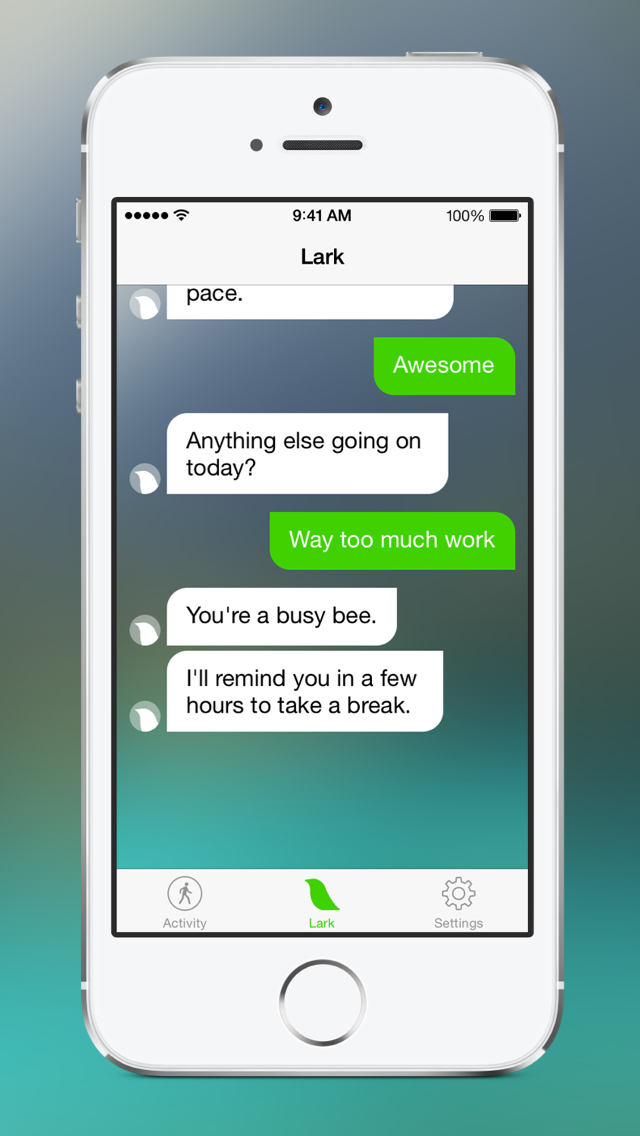 9:41 AM
100%
Lark
pace.
Awesome
Anything else going on
today?
Way too much work
You're a busy bee.
I'll remind you in a few
hours to take a break.
Activity
Lark
Settings